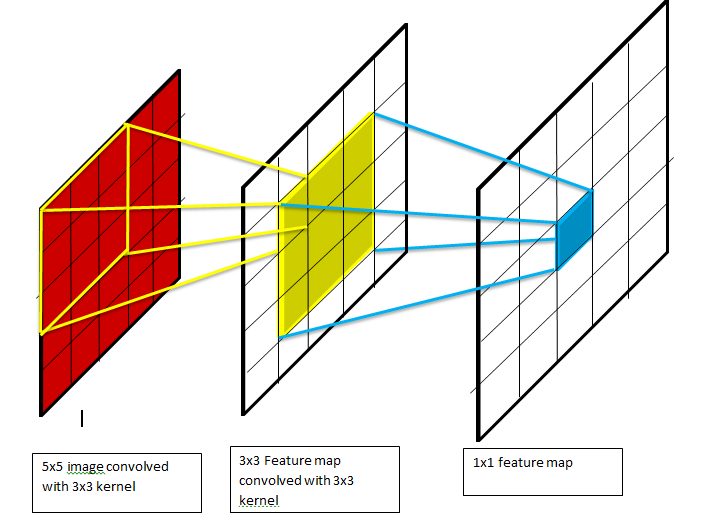 5x5 image convolved
with 3x3 kernel
3x3 Feature map
convolved with 3x3
kernel
1x1 feature map